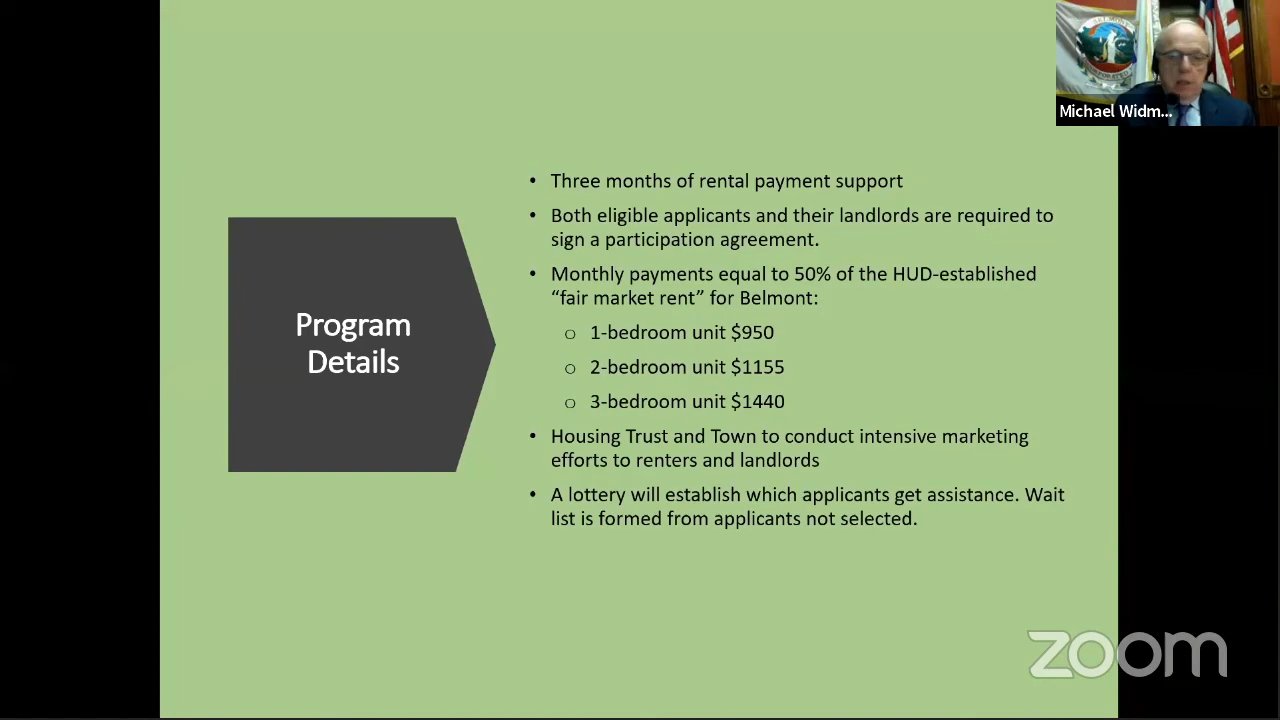 Michael Widm...
Program
Details
• Three months of rental payment support
• Both eligible applicants and their landlords are required to
sign a participation agreement.
• Monthly payments equal to 50% of the HUD-established
“fair market rent” for Belmont:
o 1-bedroom unit $950
o 2-bedroom unit $1155
o 3-bedroom unit $1440
• Housing Trust and Town to conduct intensive marketing
efforts to renters and landlords
• A lottery will establish which applicants get assistance. Wait
list is formed from applicants not selected.
zoom